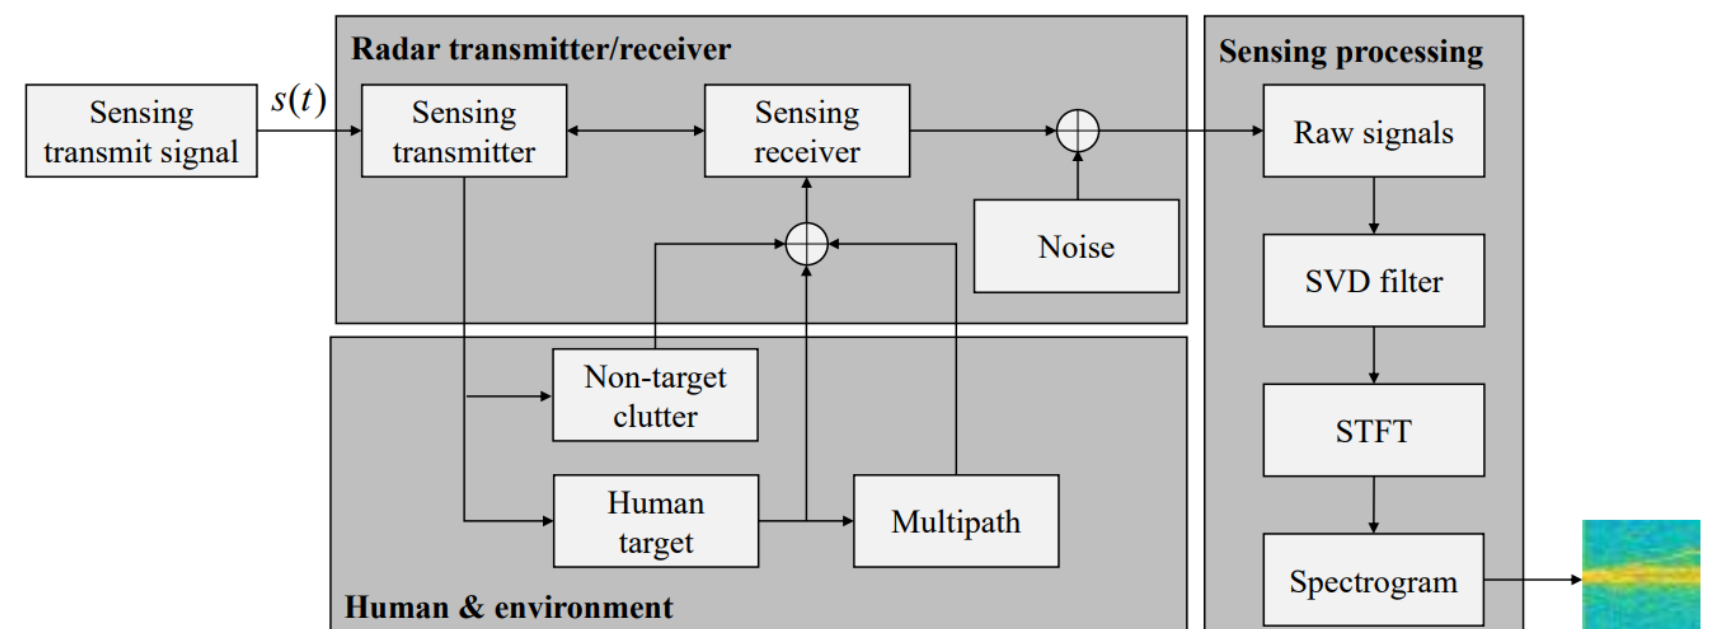 Radar transmitter/receiver
Sensing processing
Sensing
transmit signal
s(t)
Sensing
transmitter
Sensing
receiver
Raw signals
Noise
SVD filter
Non-target
clutter
STFT
Human
target
Multipath
Spectrogram
Human & environment